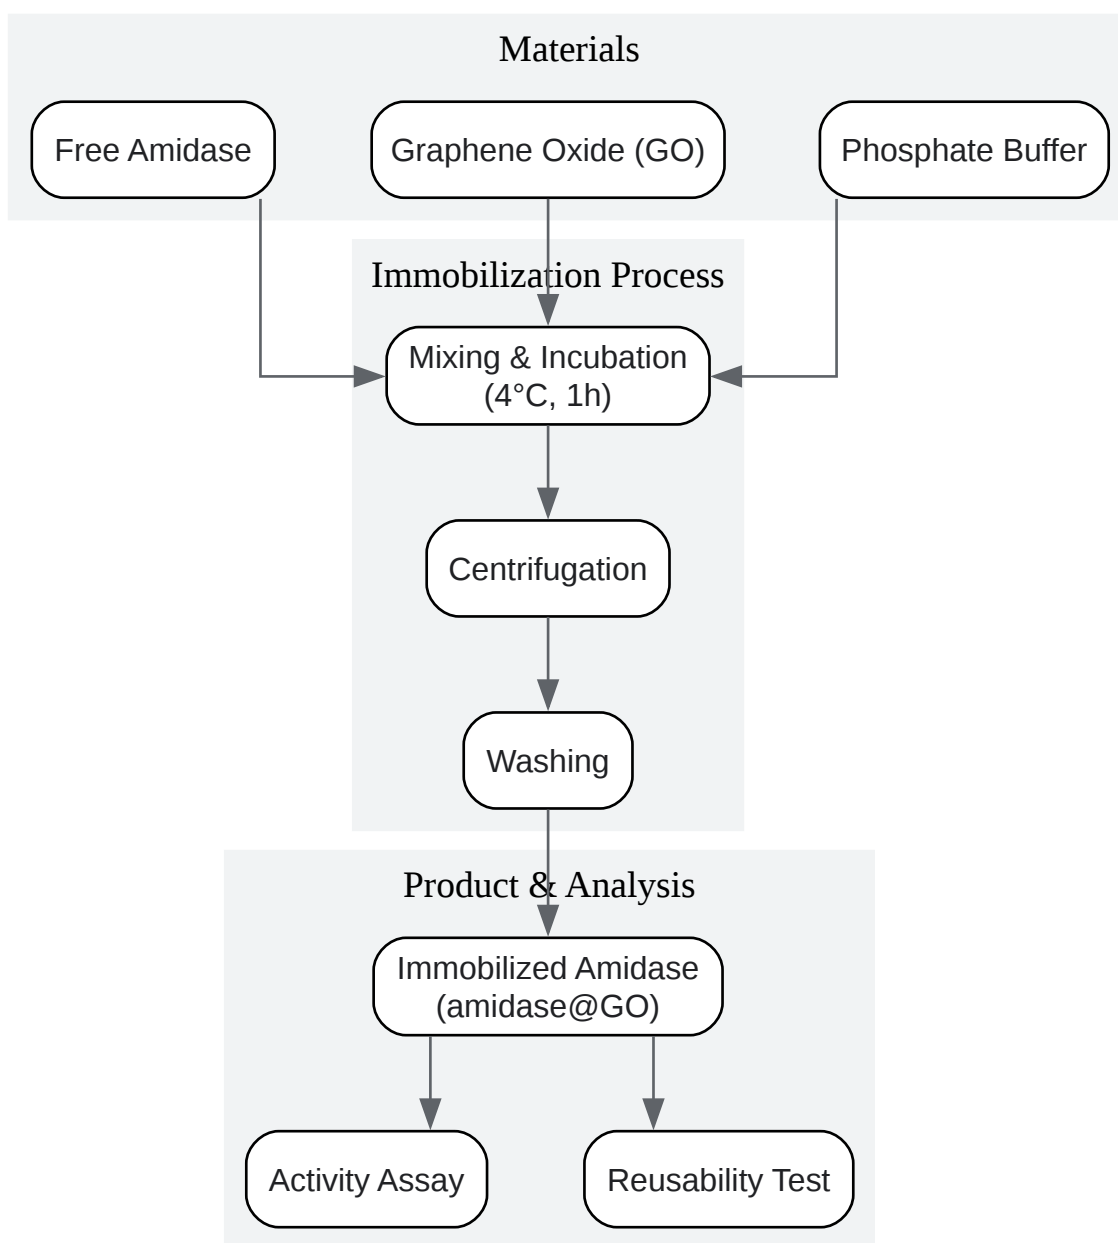 Materials
Free Amidase
Graphene Oxide (GO)
Phosphate Buffer
Immobilization Process
Mixing & Incubation
(4°C, 1h)
Centrifugation
Washing
Product & Analysis
Immobilized Amidase
(amidase@GO)
Activity Assay
Reusability Test